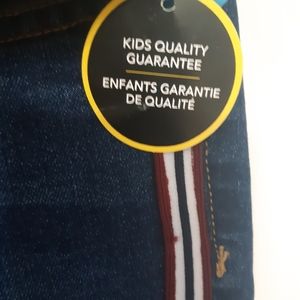 KIDS QUALITY
GUARANTEE
ENFANTS GARANTIE
DE QUALITÉ